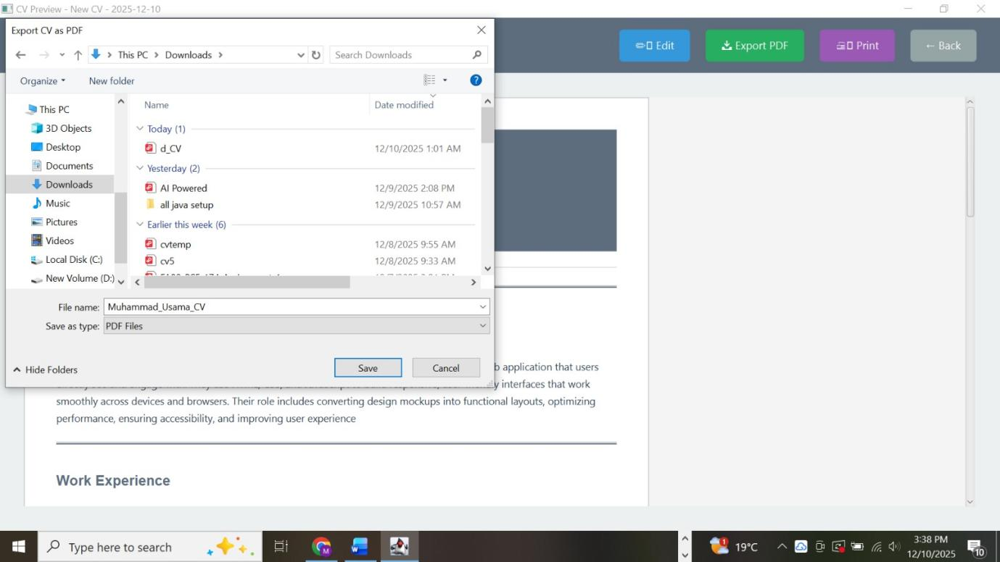 CV Preview - New CV - 2025-12-10
Export CV as PDF
This PC > Downloads >
Search Downloads
Edit
Export PDF
Print
← Back
Organize
New folder
This PC
3D Objects
Desktop
Documents
Downloads
Music
Pictures
Videos
Local Disk (C:)
New Volume (D:)
Name Date modified
Today (1)
d_CV 12/10/2025 1:01 AM
Yesterday (2)
AI Powered 12/9/2025 2:08 PM
all java setup 12/9/2025 10:57 AM
Earlier this week (6)
cvtemp 12/8/2025 9:55 AM
cv5 12/8/2025 9:33 AM
File name: Muhammad_Usama_CV
Save as type: PDF Files
Hide Folders
Save
Cancel
b application that users
interfaces that work
smoothly across devices and browsers. Their role includes converting design mockups into functional layouts, optimizing
performance, ensuring accessibility, and improving user experience
Work Experience
Type here to search
1
19°C
3:38 PM
12/10/2025
10